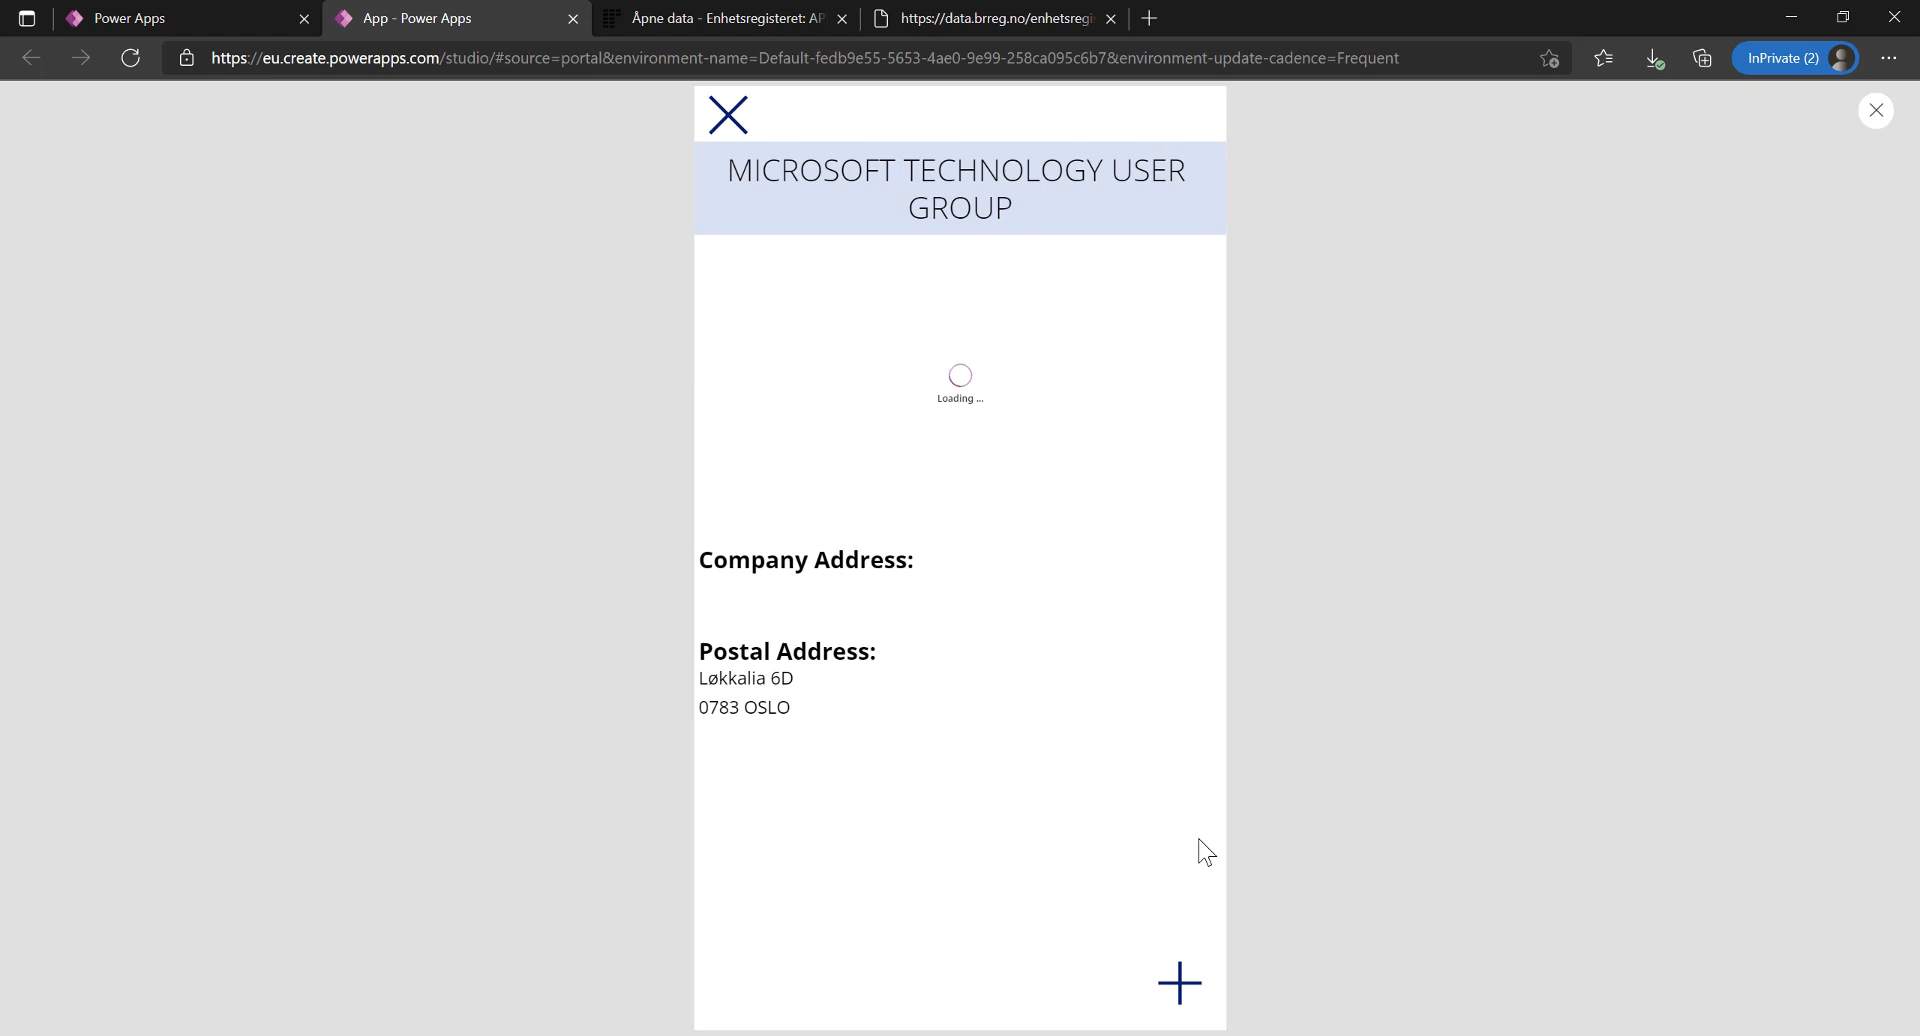 Power Apps
App - Power Apps
Åpne data - Enhetsregisteret: AP
https://data.brreg.no/enhetsregi
https://eu.create.powerapps.com/studio/#source=portal&environment-name=Default-fedb9e55-5653-4ae0-9e99-258ca095c6b7&environment-update-cadence=Frequent
InPrivate (2)
MICROSOFT TECHNOLOGY USER
GROUP
Loading ...
Company Address:
Postal Address:
Løkkalia 6D
0783 OSLO